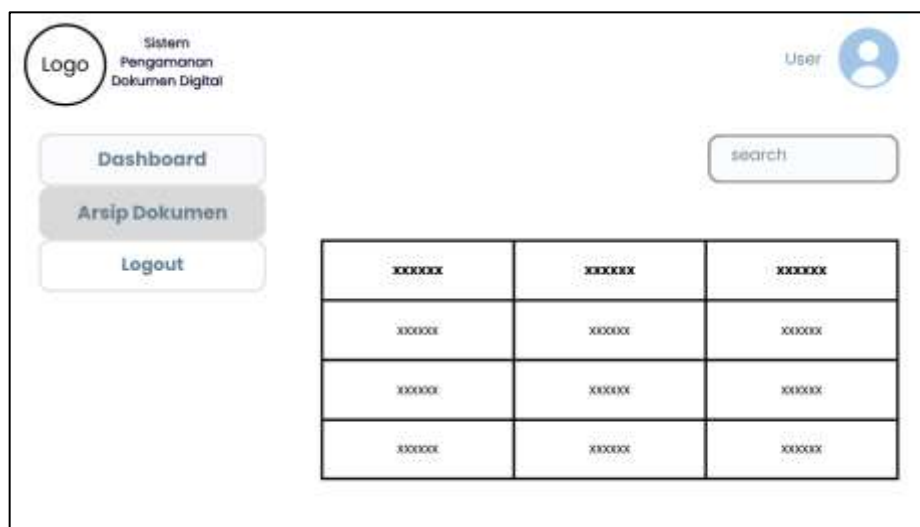 Logo
Sistem
Pengamanan
Dokumen Digital
User
Dashboard
Arsip Dokumen
Logout
search
xxxxxx xxxxxx xxxxxx
xxxxxx xxxxxx xxxxxx
xxxxxx xxxxxx xxxxxx
xxxxxx xxxxxx xxxxxx